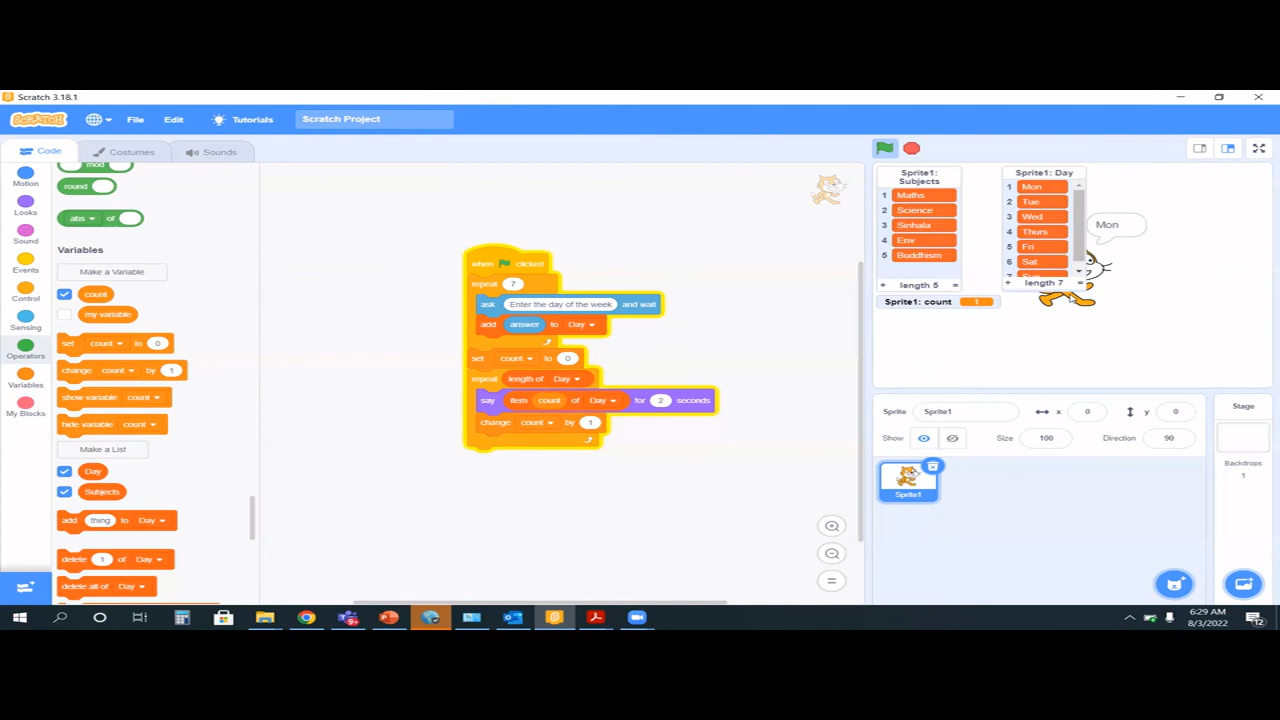 Scratch 3.18.1
SCRATCH
File
Edit
Tutorials
Scratch Project
Code
Costumes
Sounds
Motion
Looks
Sound
Events
Control
Sensing
Operators
Variables
My Blocks
mod
round
abs of
Variables
Make a Variable
count
my variable
set count to 0
change count by 1
show variable count
hide variable count
Make a List
Day
Subjects
add thing to Day
delete 1 of Day
delete all of Day
when clicked
repeat 7
ask Enter the day of the week and wait
add answer to Day
set count to 0
repeat length of Day
say item count of Day for 2 seconds
change count by 1
Sprite1:
Subjects
1 Maths
2 Science
3 Sinhala
4 Env
5 Buddhism
+ length 5 =
Sprite1: Day
1 Mon
2 Tue
3 Wed
4 Thurs
5 Fri
6 Sat
+ length 7 =
Mon
Sprite1: count 1
Sprite Sprite1
x 0
y 0
Show
Size 100
Direction 90
Sprite1
Stage
Backdrops
1
6:29 AM
8/3/2022
12